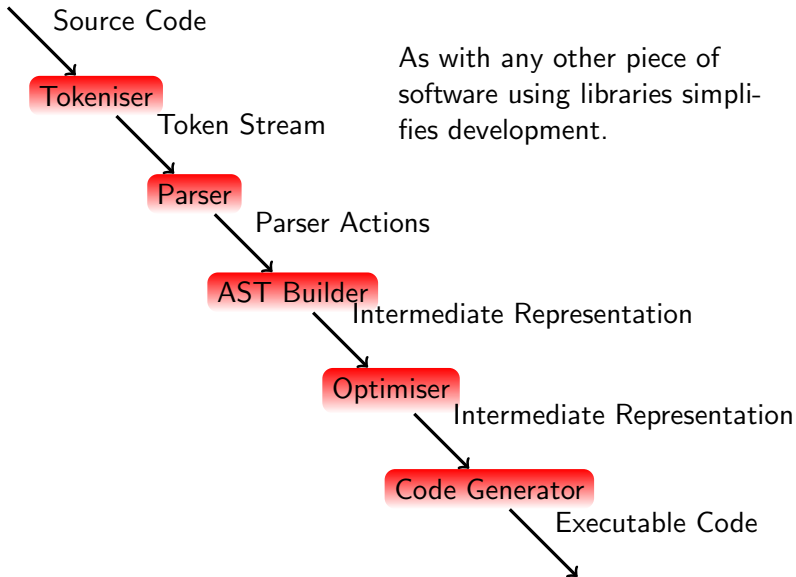 Source Code
As with any other piece of
software using libraries simpli-
fies development.
Tokeniser
Token Stream
Parser
Parser Actions
AST Builder
Intermediate Representation
Optimiser
Intermediate Representation
Code Generator
Executable Code